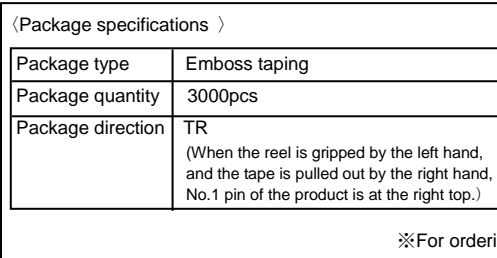 〈Package specifications 〉
Package type Emboss taping
Package quantity 3000pcs
Package direction TR
(When the reel is gripped by the left hand,
and the tape is pulled out by the right hand,
No.1 pin of the product is at the right top.)
※For orderi